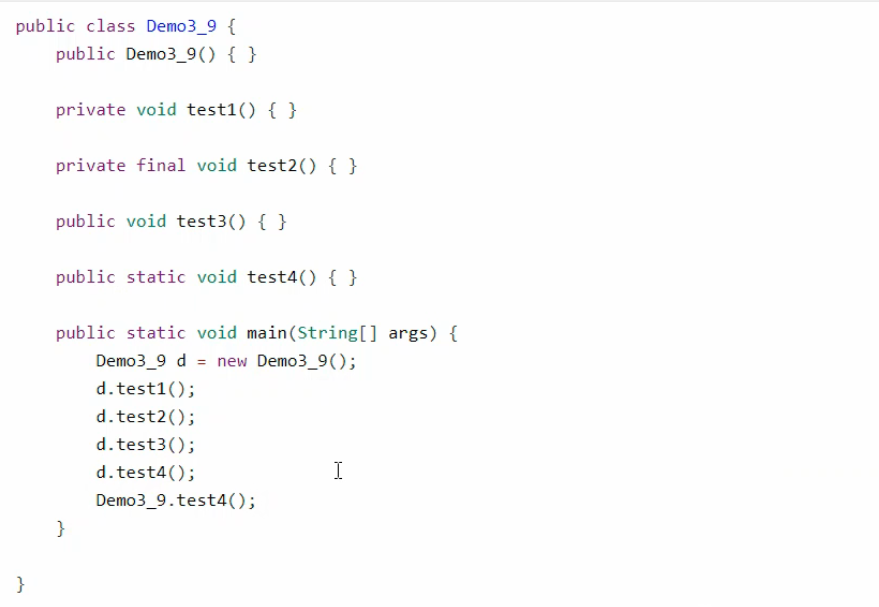 public class Demo3_9 {
    public Demo3_9() { }
    private void test1() { }
    private final void test2() { }
    public void test3() { }
    public static void test4() { }
    public static void main(String[] args) {
        Demo3_9 d = new Demo3_9();
        d.test1();
        d.test2();
        d.test3();
        d.test4();
        Demo3_9.test4();
    }
}